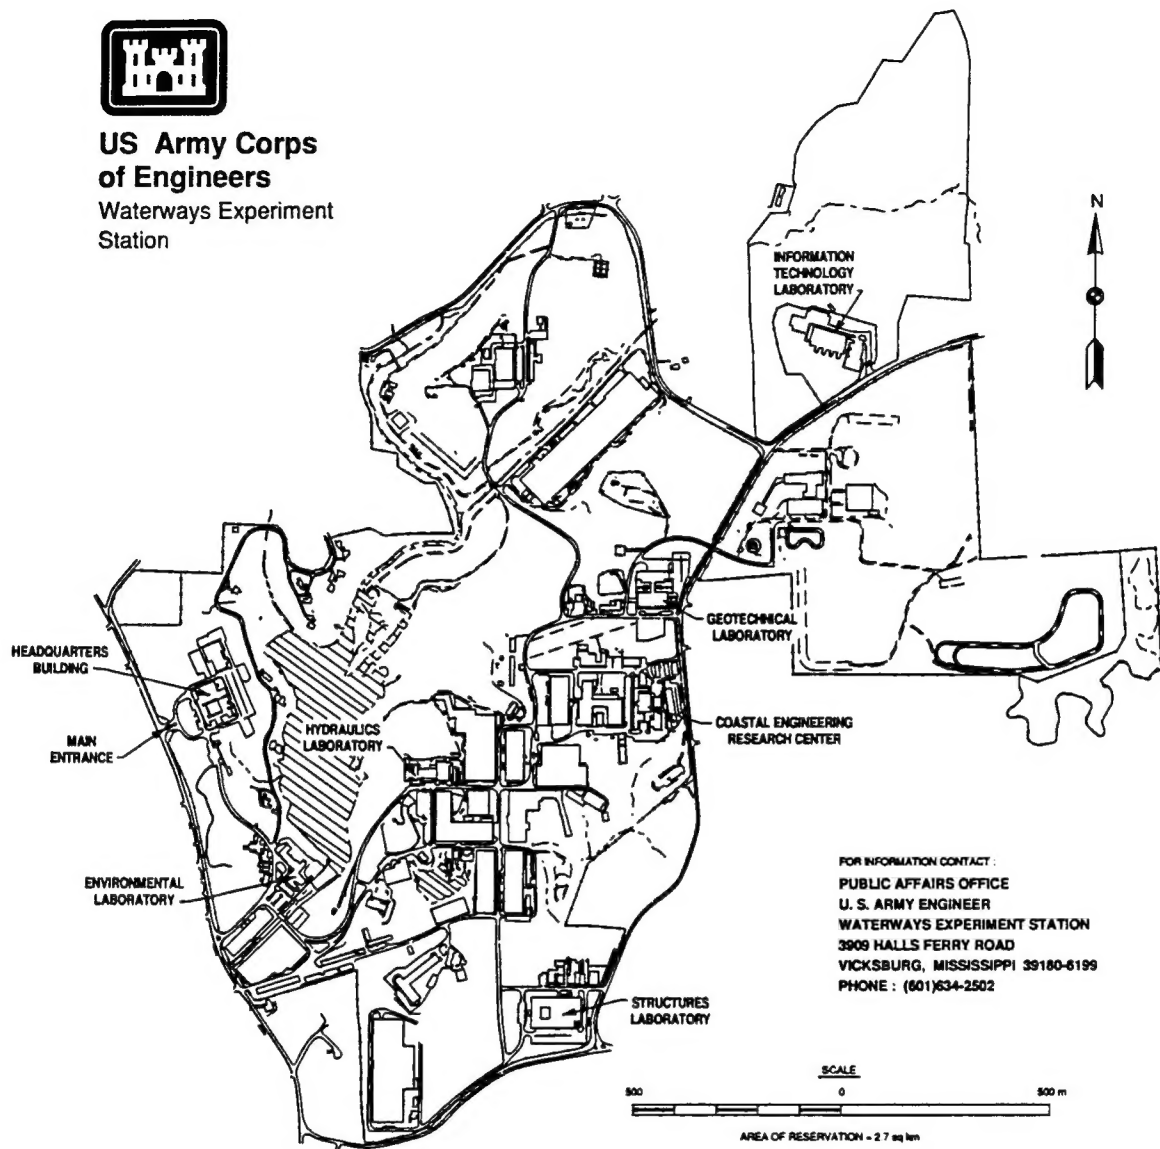 US Army Corps
of Engineers
Waterways Experiment
Station
N
INFORMATION
TECHNOLOGY
LABORATORY
GEOTECHNICAL
LABORATORY
HEADQUARTERS
BUILDING
MAIN
ENTRANCE
HYDRAULICS
LABORATORY
COASTAL ENGINEERING
RESEARCH CENTER
ENVIRONMENTAL
LABORATORY
STRUCTURES
LABORATORY
FOR INFORMATION CONTACT :
PUBLIC AFFAIRS OFFICE
U. S. ARMY ENGINEER
WATERWAYS EXPERIMENT STATION
3909 HALLS FERRY ROAD
VICKSBURG, MISSISSIPPI 39180-6199
PHONE : (601)634-2502
SCALE
500 0 500 m
AREA OF RESERVATION = 2.7 sq km